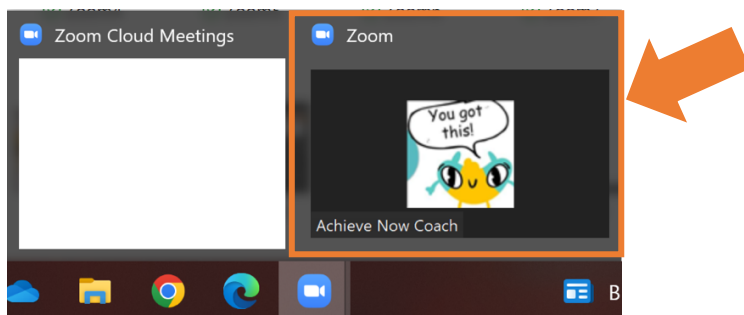 Zoom Cloud Meetings
Zoom
You got
this!
Achieve Now Coach
B